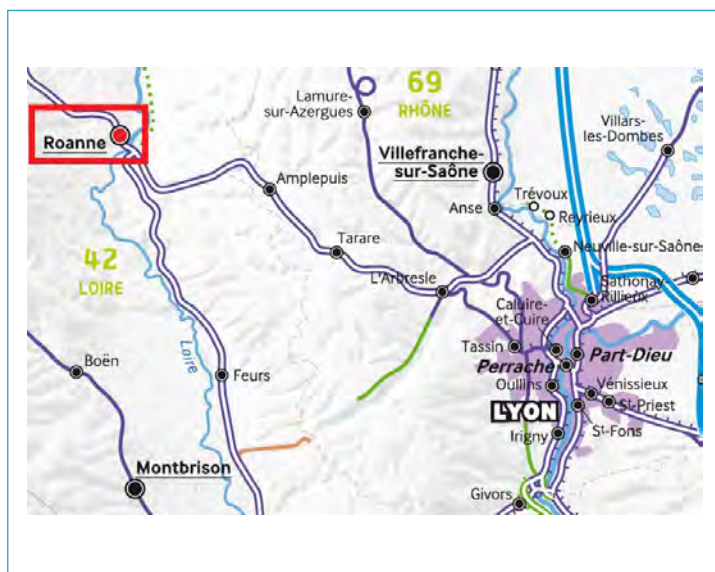 69
RHÔNE
Lamure-
sur-Azergues
Villars-
les-Dombes
Roanne
Villefranche-
sur-Saône
Amplepuis
Trévoux
Anse
Reyrieux
Tarare
Neuville-sur-Saône
42
LOIRE
L'Arbresle
Sathonay-
Rillieux
Caluire-
et-Cuire
Loire
Tassin
Part-Dieu
Boën
Perrache
Feurs
Oullins
Vénissieux
LYON
St-Priest
Irigny
St-Fons
Montbrison
Givors